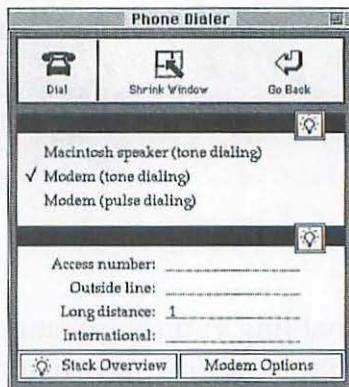 Phone Dialer
Dial Shrink Window Go Back
Macintosh speaker (tone dialing)
√ Modem (tone dialing)
Modem (pulse dialing)
Access number:
Outside line:
Long distance: 1
International:
Stack Overview Modem Options